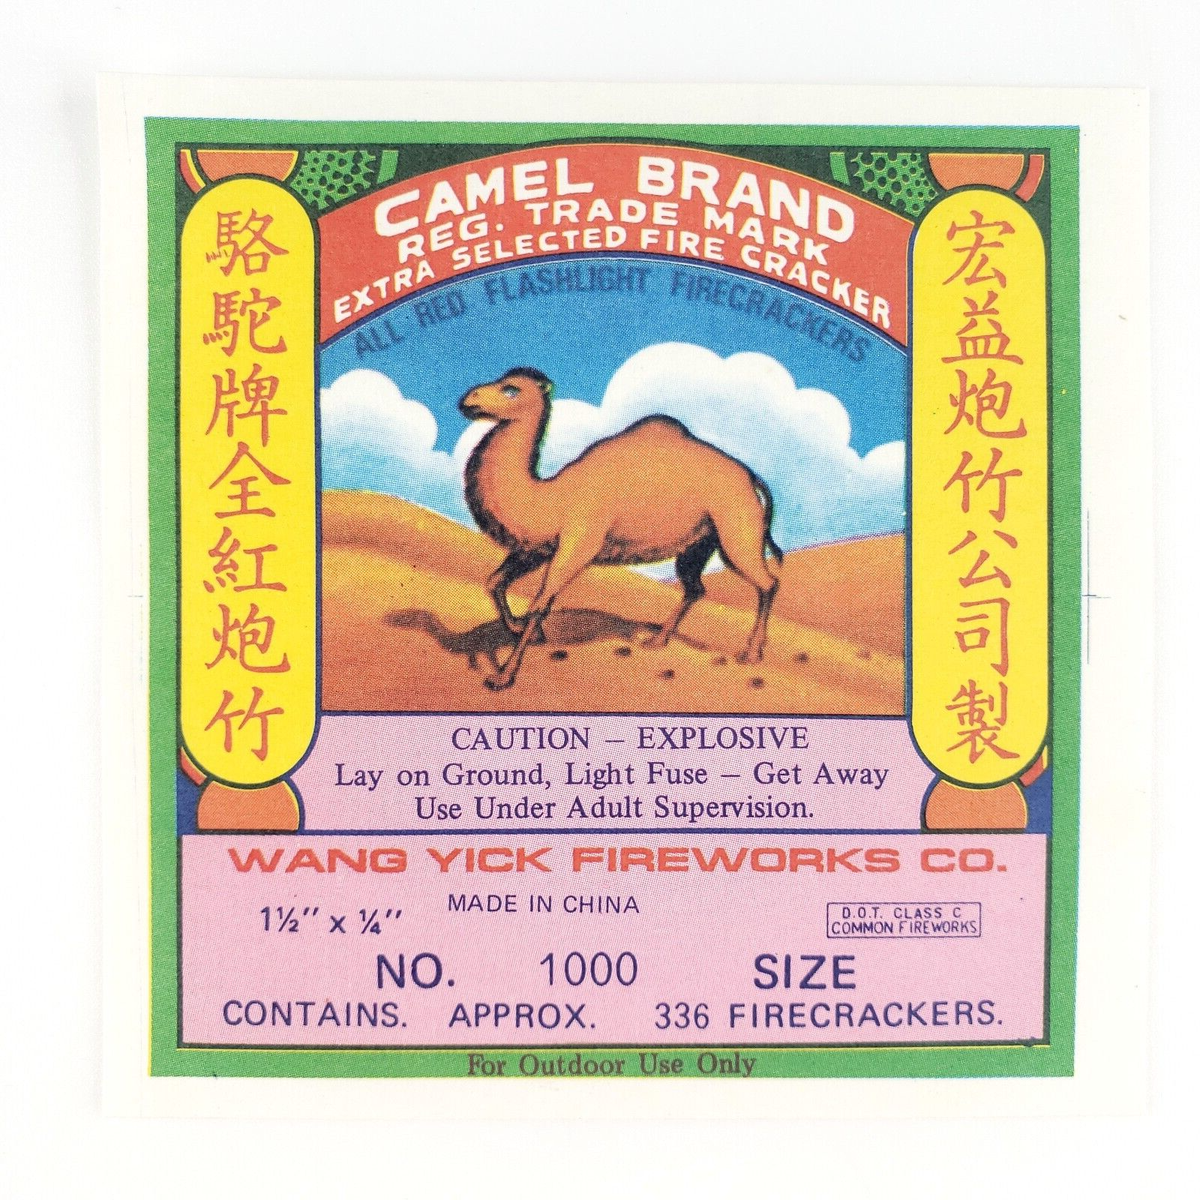 CAMEL BRAND
REG. TRADE MARK
EXTRA SELECTED FIRE CRACKER
ALL RED FLASHLIGHT FIRECRACKERS
駱駝牌全紅炮竹
宏益炮竹公司製
CAUTION – EXPLOSIVE
Lay on Ground, Light Fuse – Get Away
Use Under Adult Supervision.
WANG YICK FIREWORKS CO.
MADE IN CHINA
1½″ x ¼″
D.O.T. CLASS C
COMMON FIREWORKS
NO. 1000 SIZE
CONTAINS. APPROX. 336 FIRECRACKERS.
For Outdoor Use Only